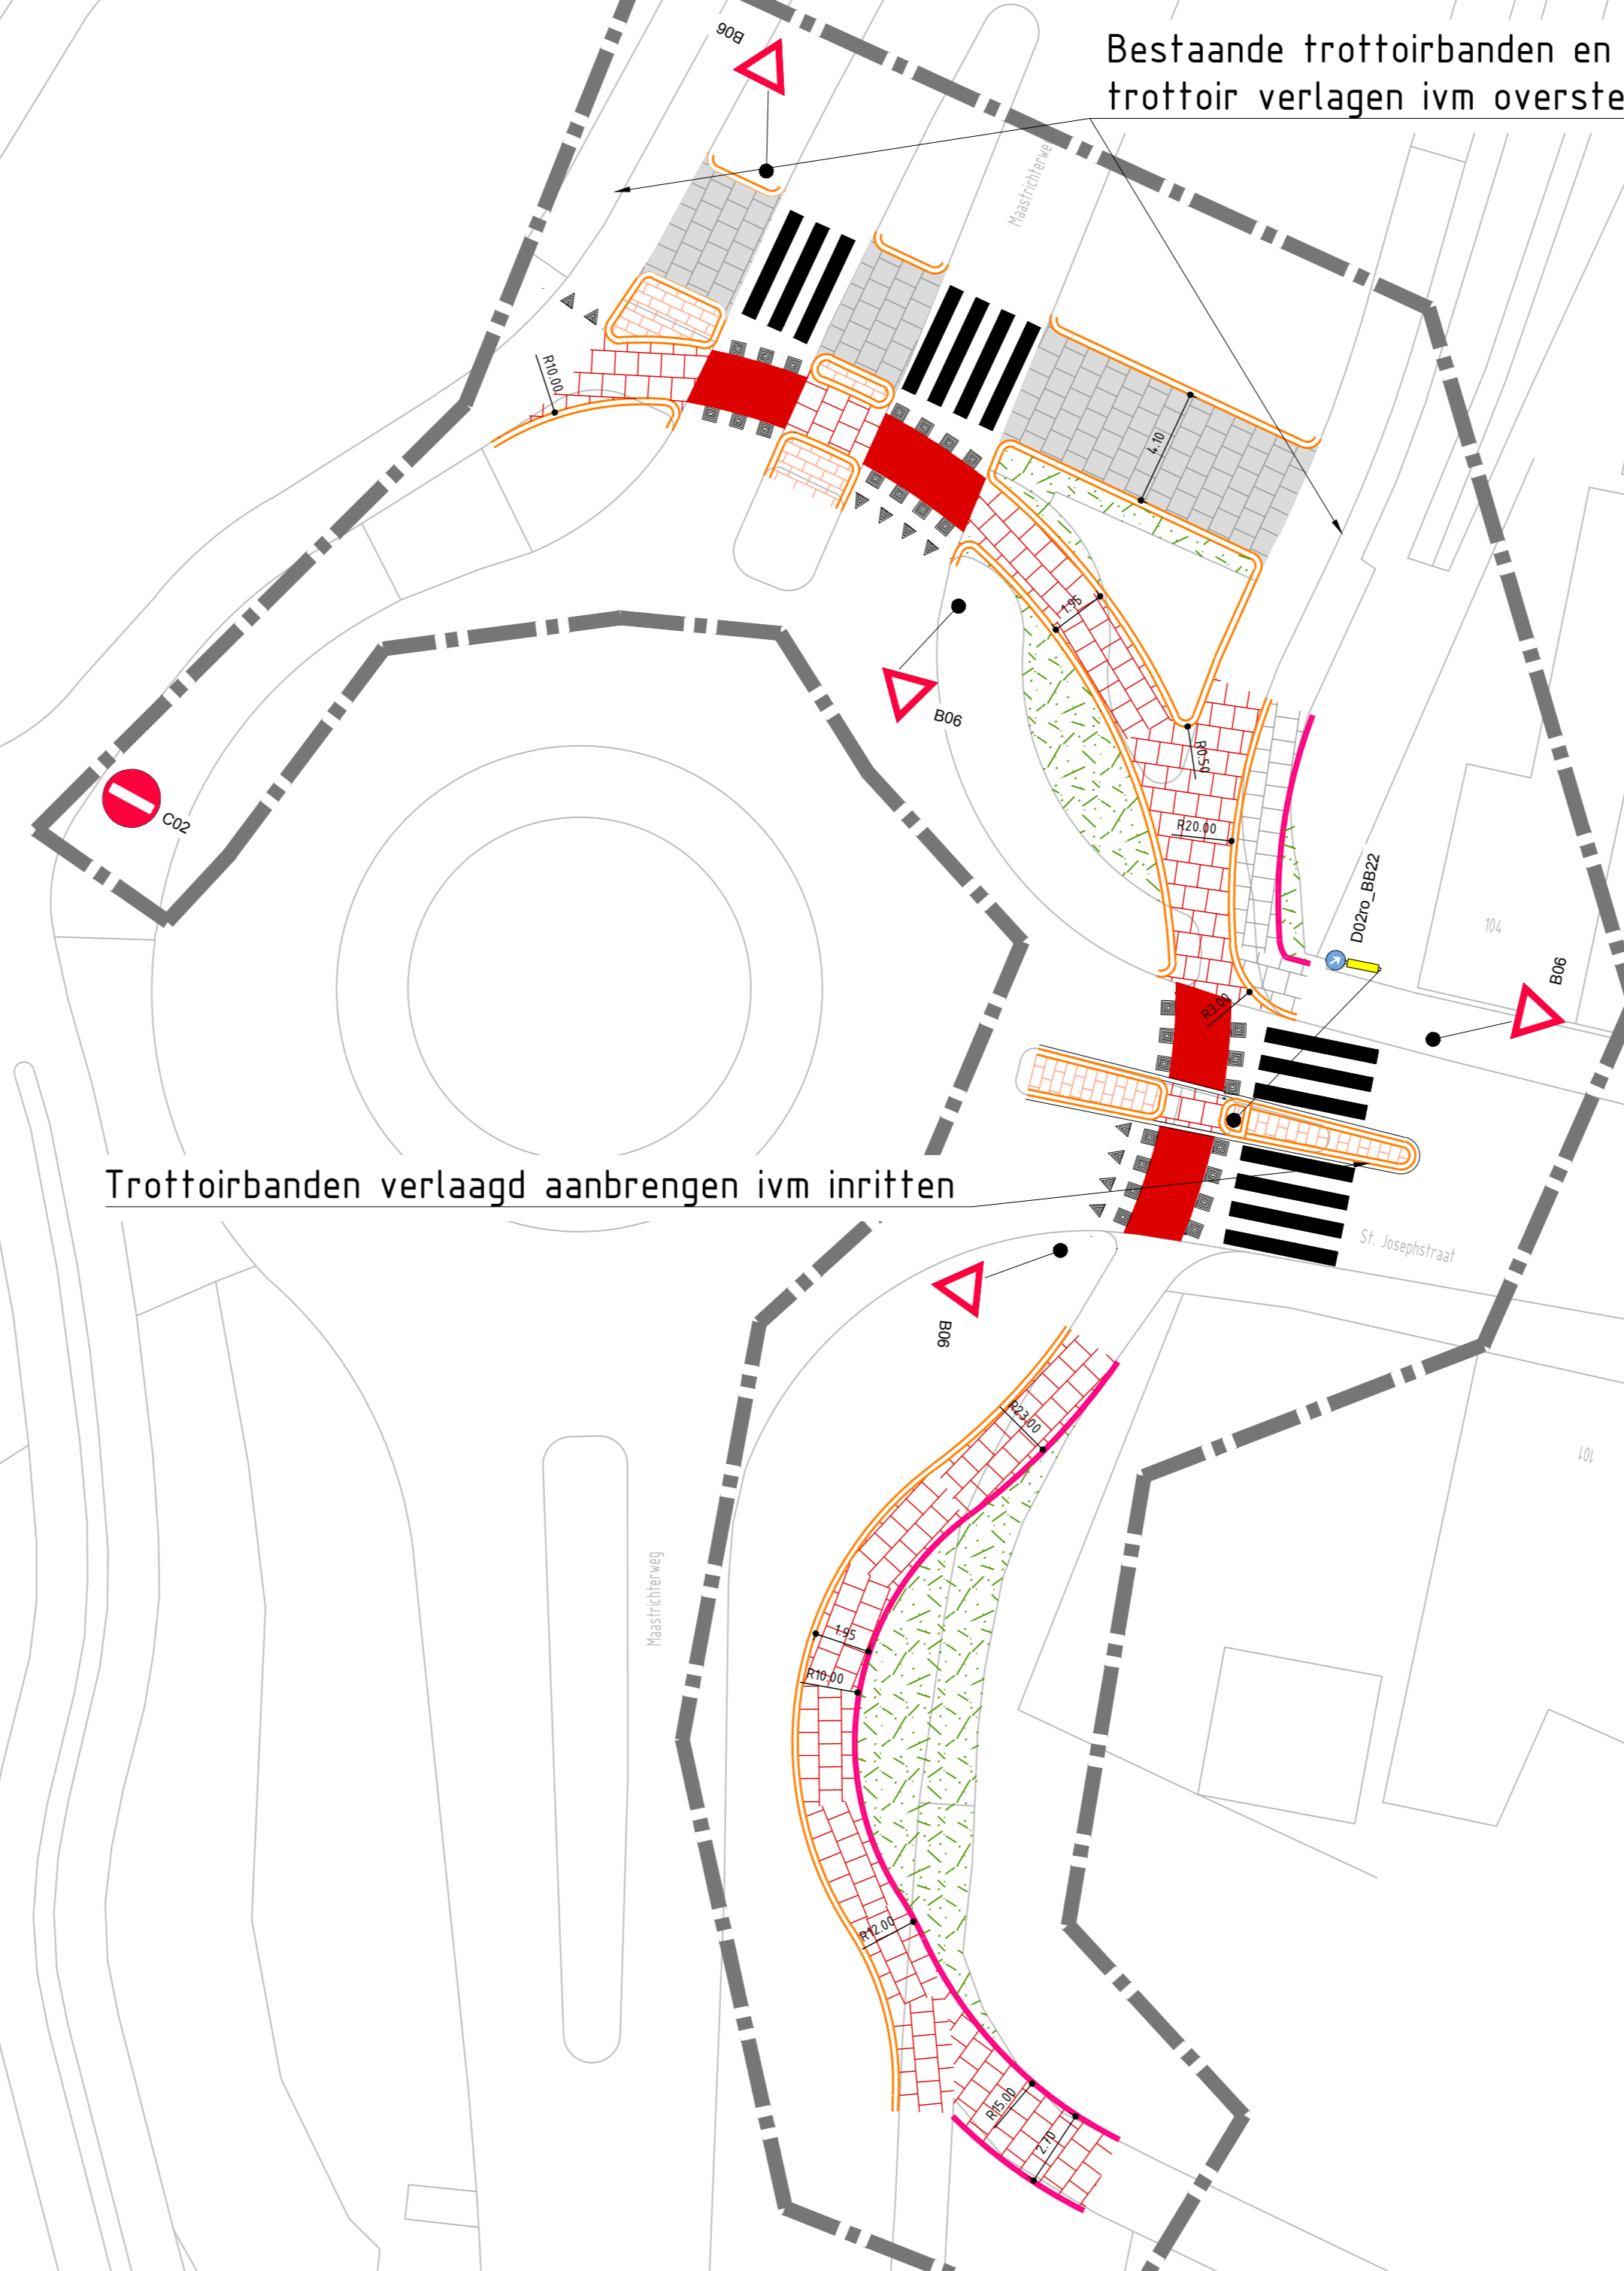 B06
Bestaande trottoirbanden en
trottoir verlagen ivm overste
Maastrichterweg
R10.00
4.10
1.95
B06
R0.50
C02
R20.00
D02ro_BB22
104
B06
R3.00
Trottoirbanden verlaagd aanbrengen ivm inritten
St. Josephstraat
B06
R23.00
101
Maastrichterweg
1.95
R10.00
R12.00
R15.00
2.10